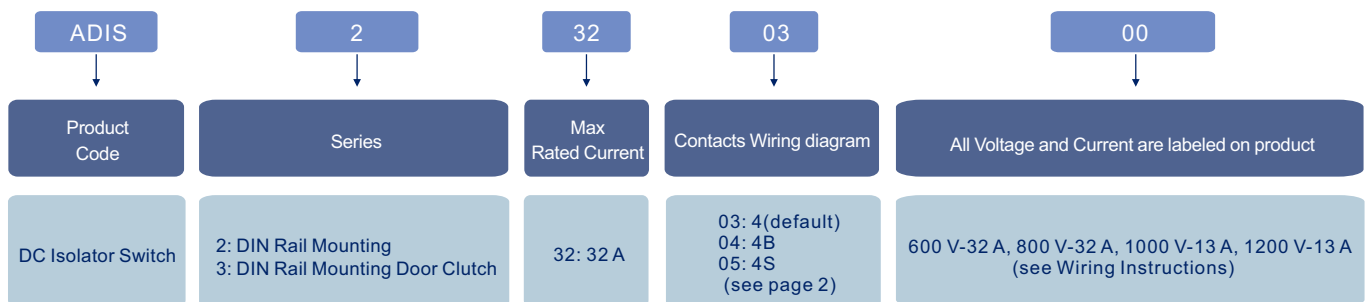 ADIS
2
32
03
00
Product
Code
Series
Max
Rated Current
Contacts Wiring diagram
All Voltage and Current are labeled on product
DC Isolator Switch
2: DIN Rail Mounting
3: DIN Rail Mounting Door Clutch
32: 32 A
03: 4(default)
04: 4B
05: 4S
(see page 2)
600 V-32 A, 800 V-32 A, 1000 V-13 A, 1200 V-13 A
(see Wiring Instructions)